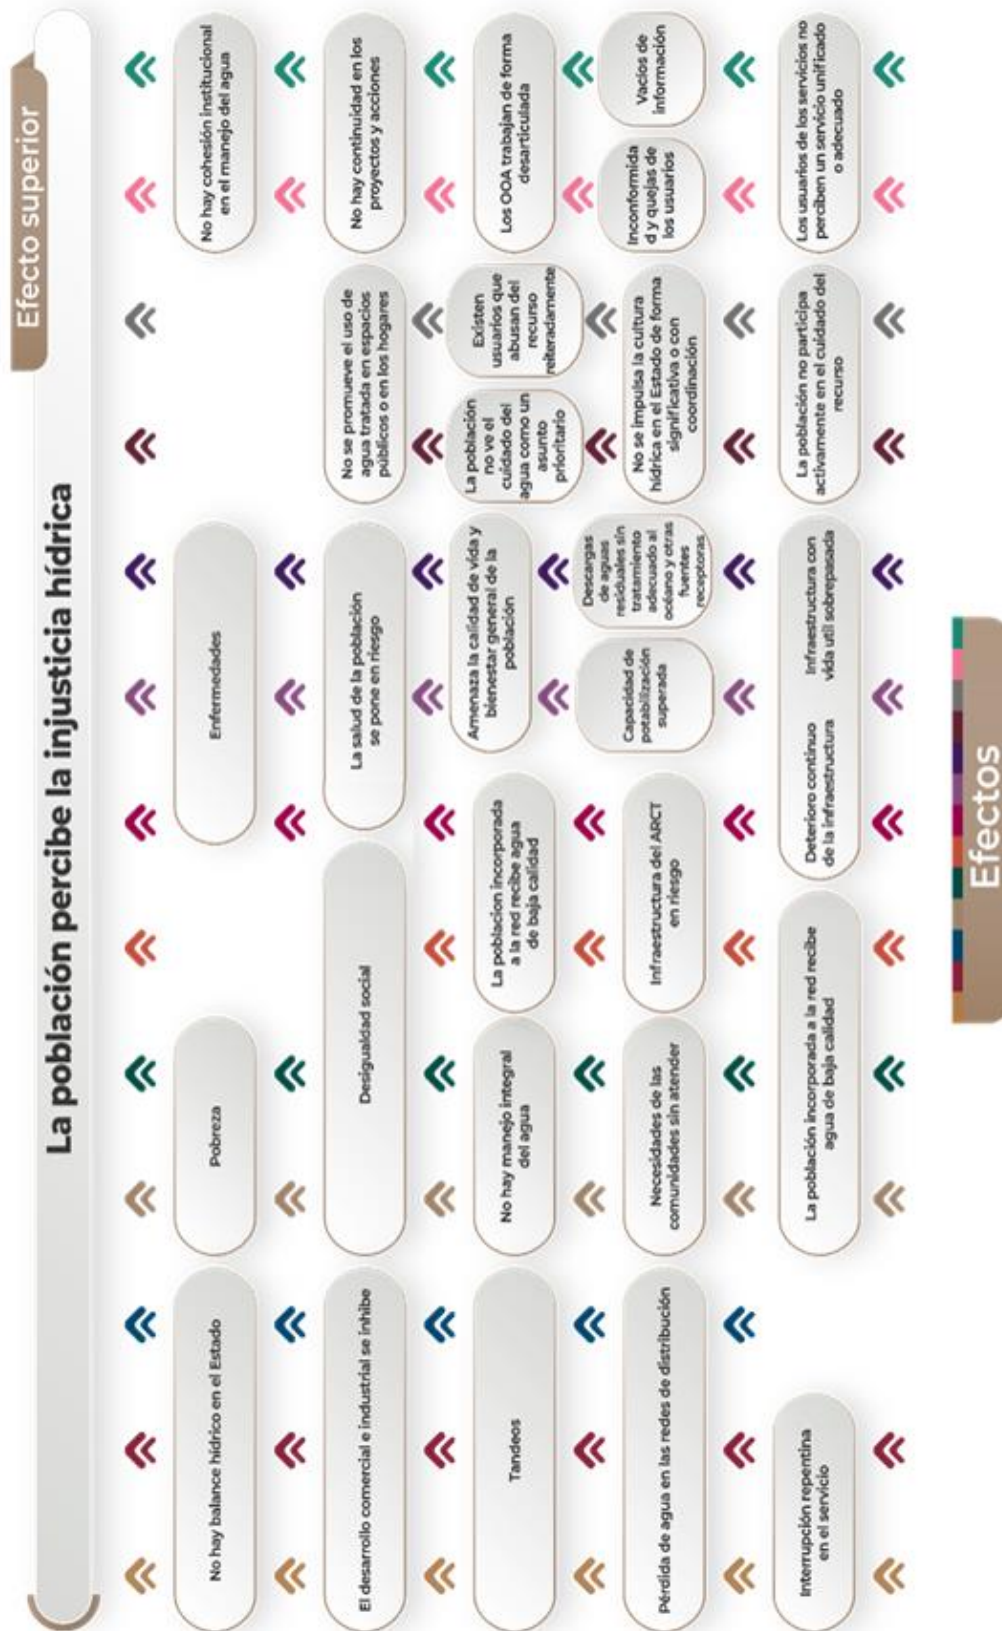 Efecto superior
La población percibe la injusticia hídrica
No hay balance hídrico en el Estado
Pobreza
Enfermedades
No hay cohesión institucional
en el manejo del agua
El desarrollo comercial e industrial se inhibe
Desigualdad social
La salud de la población
se pone en riesgo
No se promueve el uso de
agua tratada en espacios
públicos o en los hogares
No hay continuidad en los
proyectos y acciones
Tandeos
No hay manejo integral
del agua
La poblacion incorporada
a la red recibe agua
de baja calidad
Amenaza la calidad de vida y
bienestar general de la
población
La población
no ve el
cuidado del
agua como un
asunto
prioritario
Existen
usuarios que
abusan del
recurso
reiteradamente
Los OOA trabajan de forma
desarticulada
Pérdida de agua en las redes de distribución
Necesidades de las
comunidades sin atender
Infraestructura del ARCT
en riesgo
Capacidad de
potabilización
superada
Descargas
de aguas
residuales sin
tratamiento
adecuado al
océano y otras
fuentes
receptoras
No se impulsa la cultura
hídrica en el Estado de forma
significativa o con
coordinación
Inconformida
d y quejas de
los usuarios
Vacíos de
información
Interrupción repentina
en el servicio
La población incorporada a la red recibe
agua de baja calidad
Deterioro continuo
de la infraestructura
Infraestructura con
vida util sobrepasada
La población no participa
activamente en el cuidado del
recurso
Los usuarios de los servicios no
perciben un servicio unificado
o adecuado
Efectos